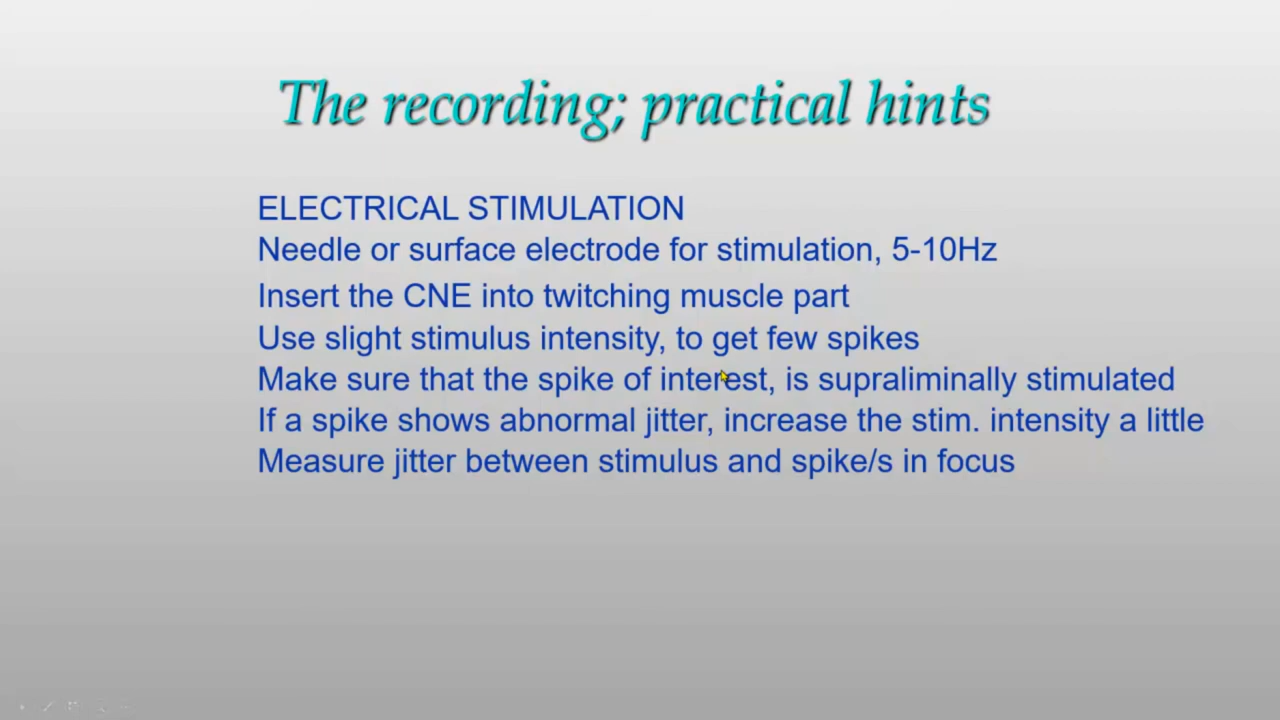 The recording; practical hints
ELECTRICAL STIMULATION
Needle or surface electrode for stimulation, 5-10Hz
Insert the CNE into twitching muscle part
Use slight stimulus intensity, to get few spikes
Make sure that the spike of interest, is supraliminally stimulated
If a spike shows abnormal jitter, increase the stim. intensity a little
Measure jitter between stimulus and spike/s in focus